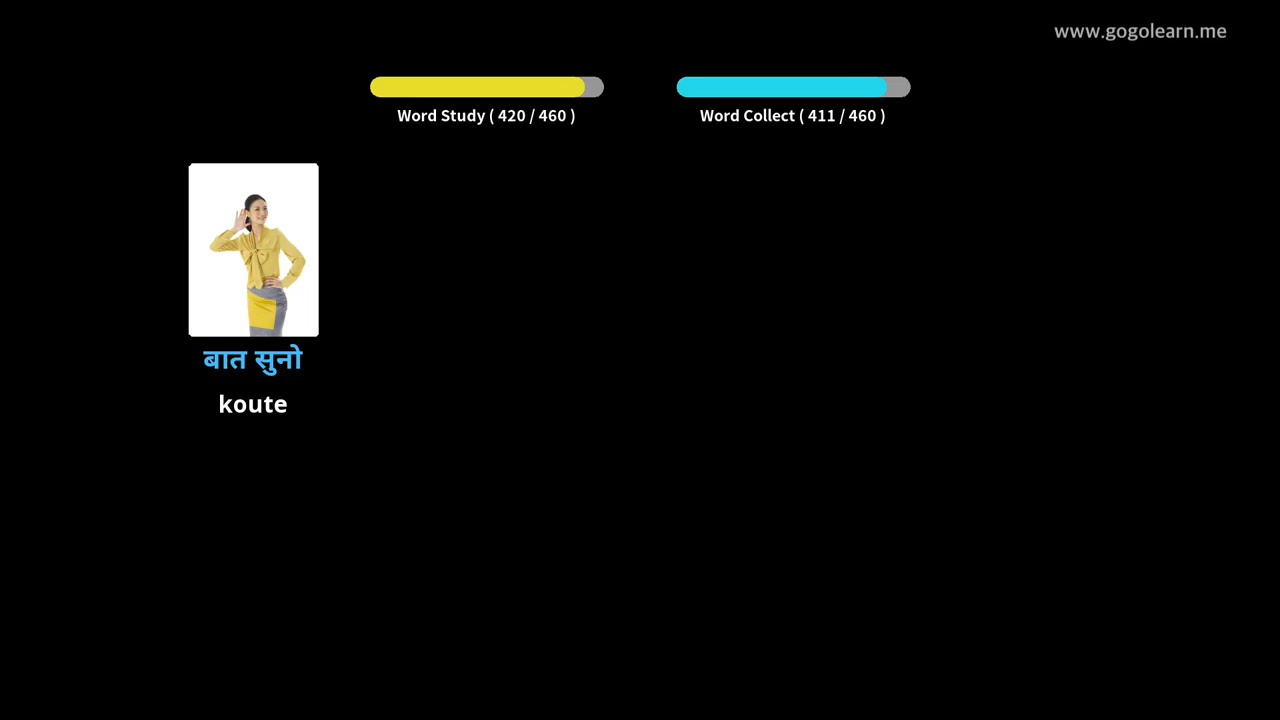 www.gogolearn.me
Word Study ( 420 / 460 )
Word Collect ( 411 / 460 )
बात सुनो
koute